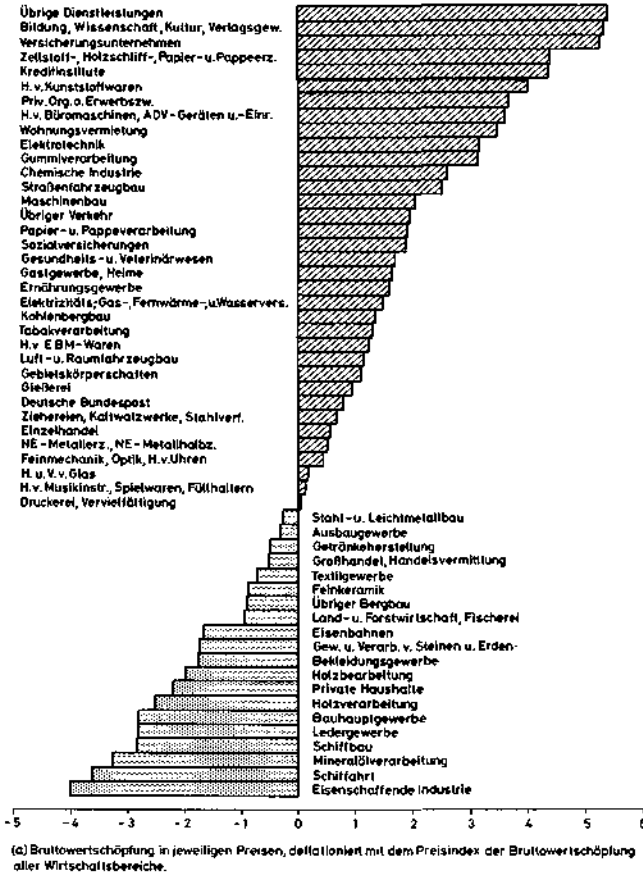 Übrige Dienstleistungen
Bildung, Wissenschaft, Kultur, Verlagsgew.
Versicherungsunternehmen
Zellstoff-, Holzschliff-, Papier- u. Pappeerz.
Kreditinstitute
H. v. Kunststoffwaren
Priv. Org. o. Erwerbszw.
H. v. Büromaschinen, ADV-Geräten u.-Einr.
Wohnungsvermietung
Elektrotechnik
Gummiverarbeitung
Chemische Industrie
Straßenfahrzeugbau
Maschinenbau
Übriger Verkehr
Papier- u. Pappeverarbeitung
Sozialversicherungen
Gesundheits- u. Veterinärwesen
Gastgewerbe, Heime
Ernährungsgewerbe
Elektrizitäts-, Gas-, Fernwärme-, u. Wasservers.
Kohlenbergbau
Tabakverarbeitung
H. v. EBM-Waren
Luft- u. Raumfahrzeugbau
Gebietskörperschaften
Gießerei
Deutsche Bundespost
Ziehereien, Kaltwalzwerke, Stahlverf.
Einzelhandel
NE-Metallerz., NE-Metallhalbz.
Feinmechanik, Optik, H. v. Uhren
H. u. V. v. Glas
H. v. Musikinstr., Spielwaren, Füllhaltern
Druckerei, Vervielfältigung
Stahl- u. Leichtmetallbau
Ausbaugewerbe
Getränkeherstellung
Großhandel, Handelsvermittlung
Textilgewerbe
Feinkeramik
Übriger Bergbau
Land- u. Forstwirtschaft, Fischerei
Eisenbahnen
Gew. u. Verarb. v. Steinen u. Erden-
Bekleidungsgewerbe
Holzbearbeitung
Private Haushalte
Holzverarbeitung
Bauhauptgewerbe
Ledergewerbe
Schiffbau
Mineralölverarbeitung
Schiffahrt
Eisenschaffende Industrie
-5 -4 -3 -2 -1 0 1 2 3 4 5 6
(a) Bruttowertschöpfung in jeweiligen Preisen, deflationiert mit dem Preisindex der Bruttowertschöpfung
aller Wirtschaftsbereiche.